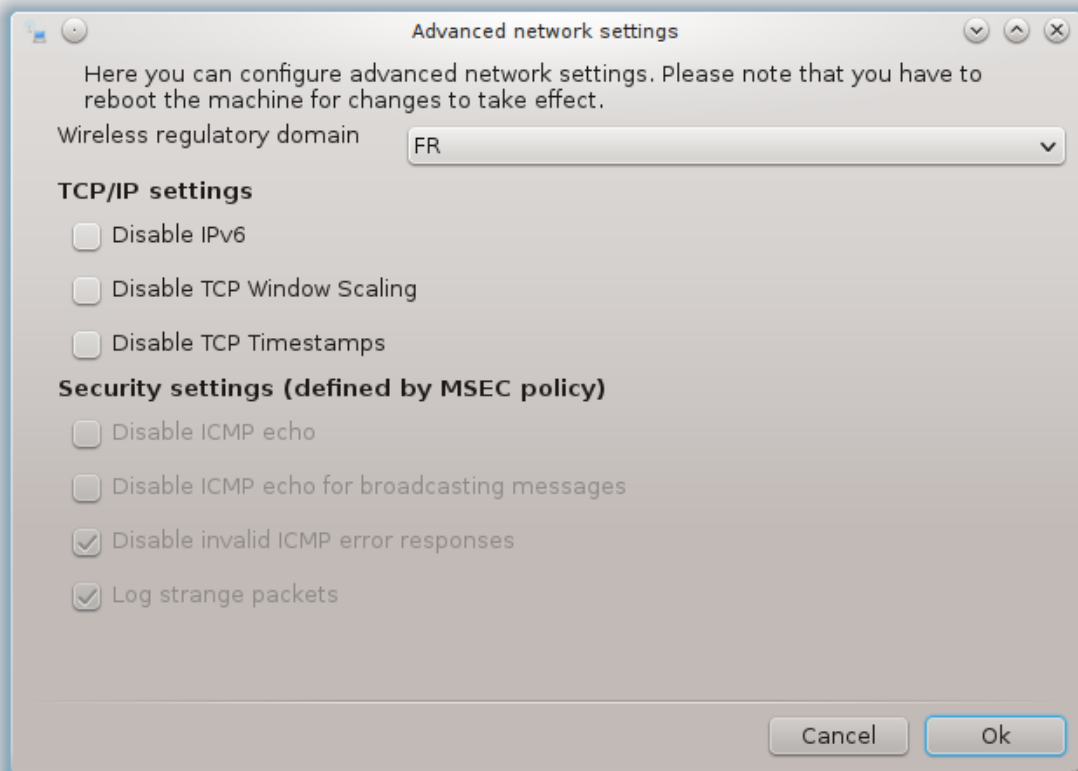 Advanced network settings
Here you can configure advanced network settings. Please note that you have to
reboot the machine for changes to take effect.
Wireless regulatory domain
FR
TCP/IP settings
Disable IPv6
Disable TCP Window Scaling
Disable TCP Timestamps
Security settings (defined by MSEC policy)
Disable ICMP echo
Disable ICMP echo for broadcasting messages
Disable invalid ICMP error responses
Log strange packets
Cancel
Ok